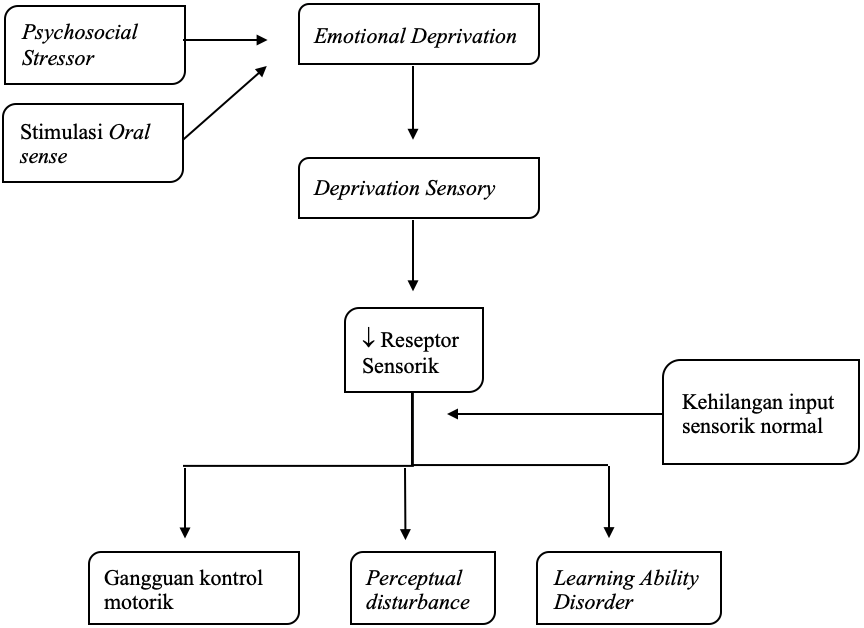 Psychosocial
Stressor
Emotional Deprivation
Stimulasi Oral
sense
Deprivation Sensory
↓ Reseptor
Sensorik
Kehilangan input
sensorik normal
Gangguan kontrol
motorik
Perceptual
disturbance
Learning Ability
Disorder